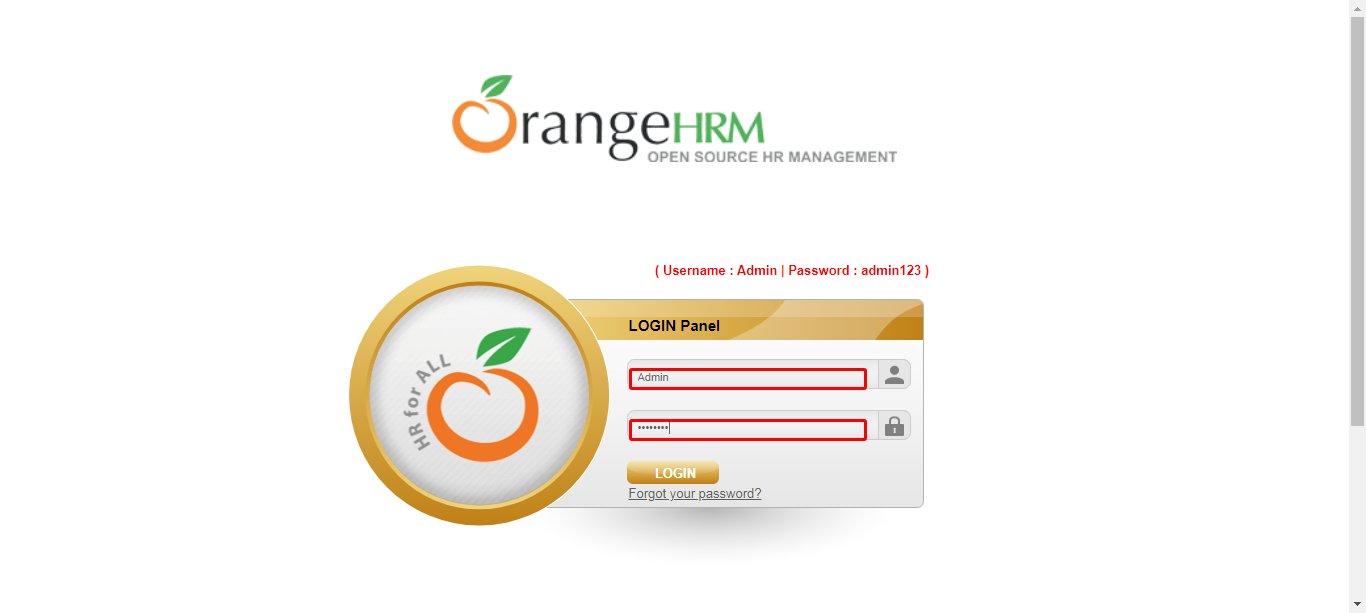 OrangeHRM
OPEN SOURCE HR MANAGEMENT
( Username : Admin | Password : admin123 )
HR for ALL
LOGIN Panel
Admin
••••••••
LOGIN
Forgot your password?